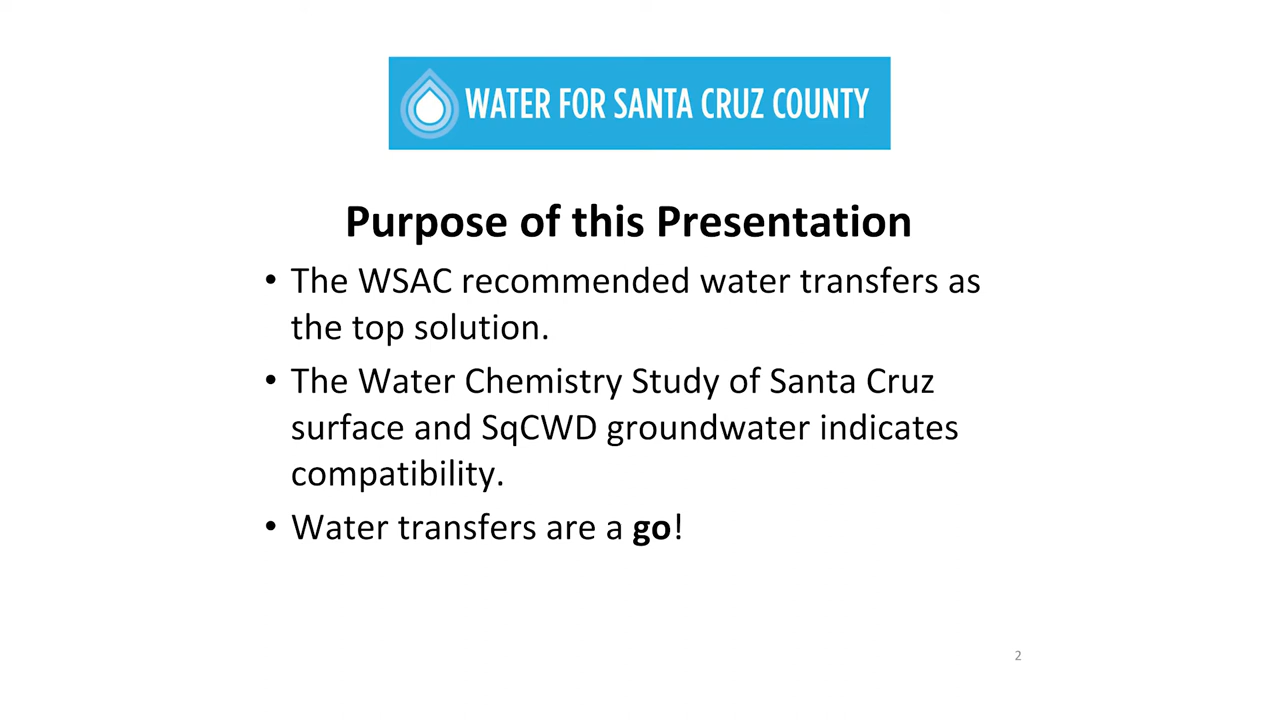 WATER FOR SANTA CRUZ COUNTY
Purpose of this Presentation
• The WSAC recommended water transfers as
the top solution.
• The Water Chemistry Study of Santa Cruz
surface and SqCWD groundwater indicates
compatibility.
• Water transfers are a go!
2